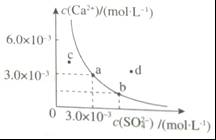 c(Ca²⁺)/(mol·L⁻¹)
6.0×10⁻³
c
a
d
3.0×10⁻³
b
0
3.0×10⁻³
c(SO₄²⁻) /(mol·L⁻¹)